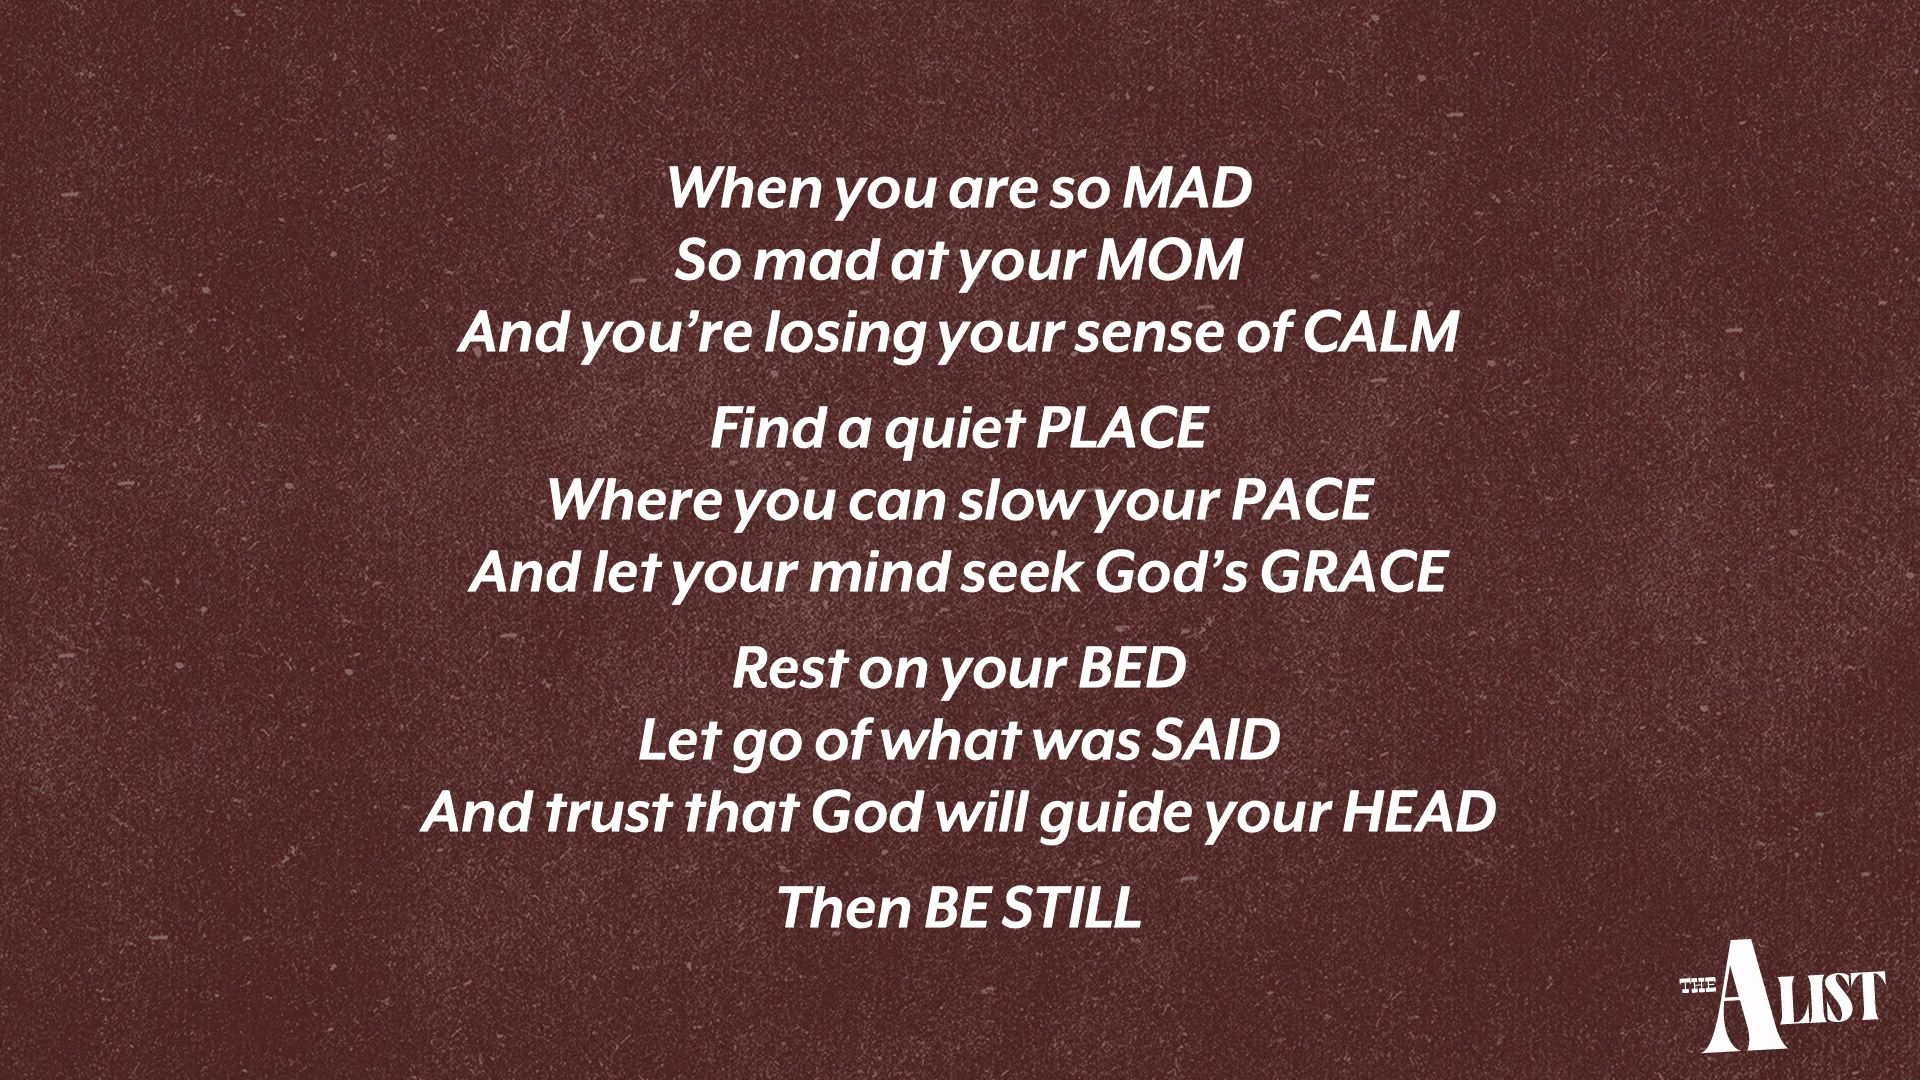 When you are so MAD
So mad at your MOM
And you’re losing your sense of CALM
Find a quiet PLACE
Where you can slow your PACE
And let your mind seek God’s GRACE
Rest on your BED
Let go of what was SAID
And trust that God will guide your HEAD
Then BE STILL
THE A LIST